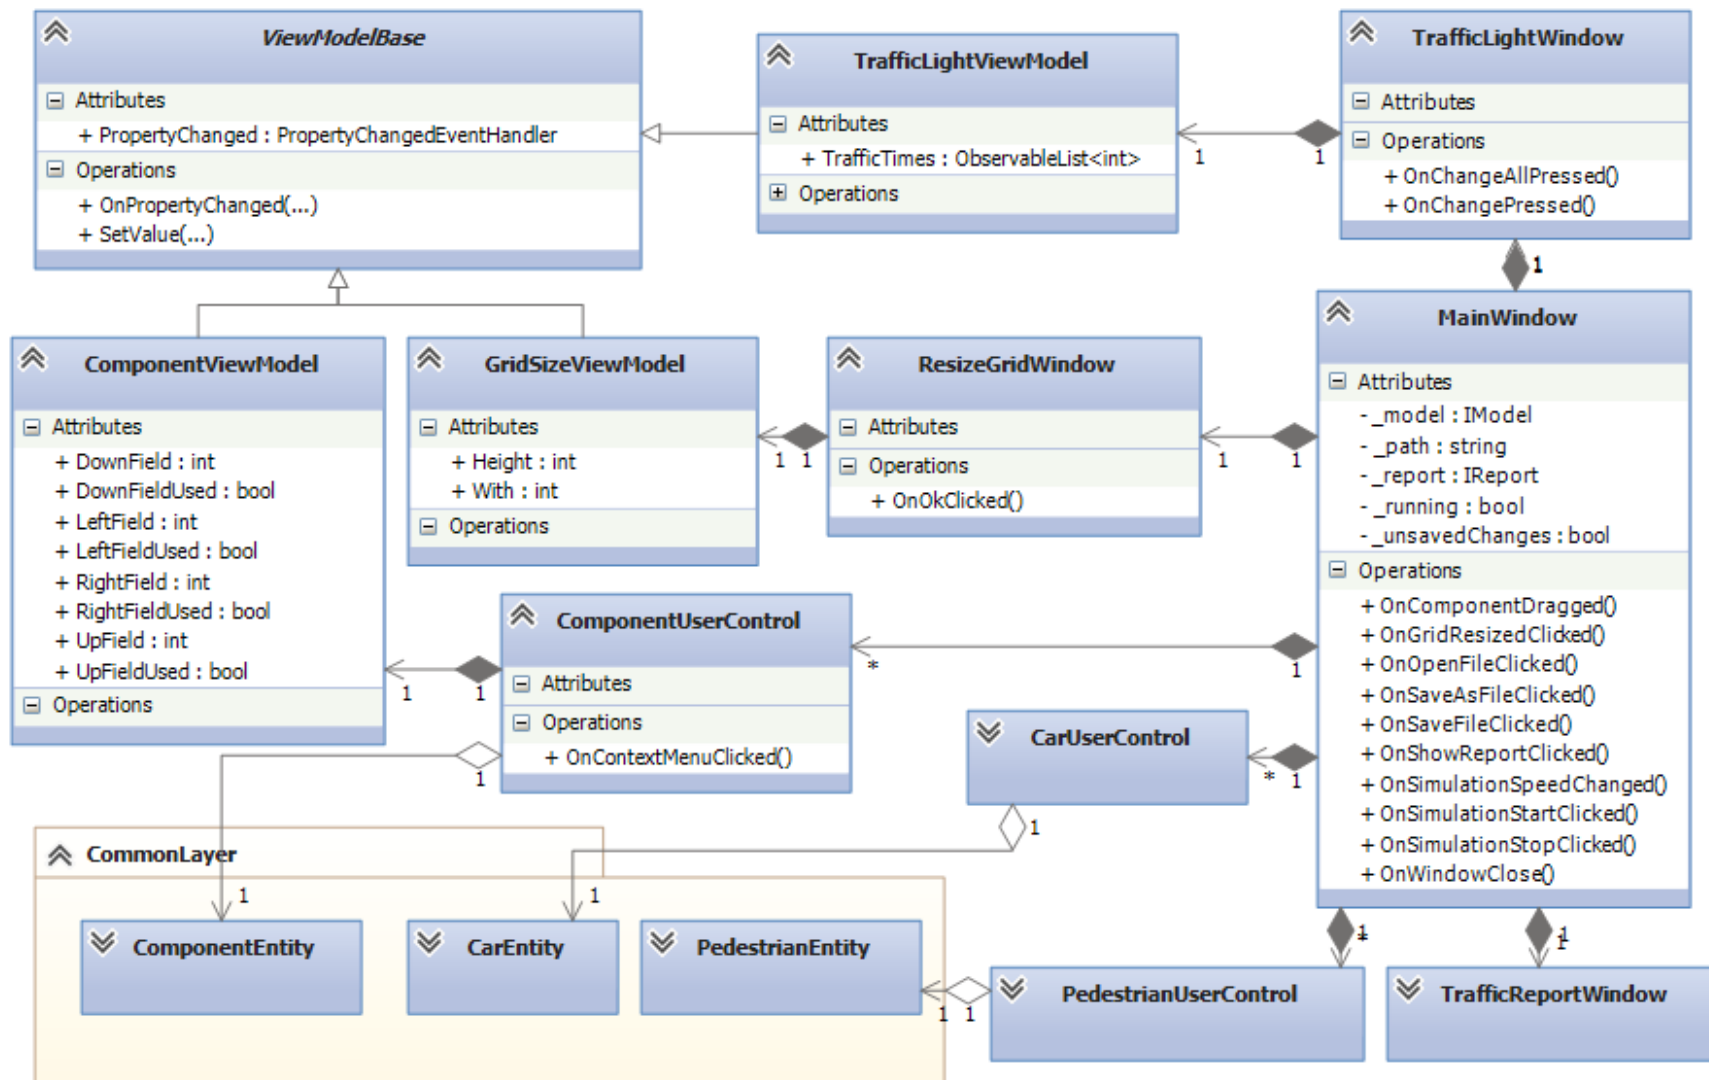 ViewModelBase
Attributes
+ PropertyChanged : PropertyChangedEventHandler
Operations
+ OnPropertyChanged(...)
+ SetValue(...)
TrafficLightViewModel
Attributes
+ TrafficTimes : ObservableList<int>
Operations
1
1
TrafficLightWindow
Attributes
Operations
+ OnChangeAllPressed()
+ OnChangePressed()
1
ComponentViewModel
Attributes
+ DownField : int
+ DownFieldUsed : bool
+ LeftField : int
+ LeftFieldUsed : bool
+ RightField : int
+ RightFieldUsed : bool
+ UpField : int
+ UpFieldUsed : bool
Operations
GridSizeViewModel
Attributes
+ Height : int
+ With : int
Operations
1
1
ResizeGridWindow
Attributes
Operations
+ OnOkClicked()
1
1
MainWindow
Attributes
- _model : IModel
- _path : string
- _report : IReport
- _running : bool
- _unsavedChanges : bool
Operations
+ OnComponentDragged()
+ OnGridResizedClicked()
+ OnOpenFileClicked()
+ OnSaveAsFileClicked()
+ OnSaveFileClicked()
+ OnShowReportClicked()
+ OnSimulationSpeedChanged()
+ OnSimulationStartClicked()
+ OnSimulationStopClicked()
+ OnWindowClose()
1
1
ComponentUserControl
Attributes
Operations
+ OnContextMenuClicked()
*
1
1
CarUserControl
*
1
1
CommonLayer
1
1
ComponentEntity
CarEntity
PedestrianEntity
1
1
PedestrianUserControl
1
1
TrafficReportWindow